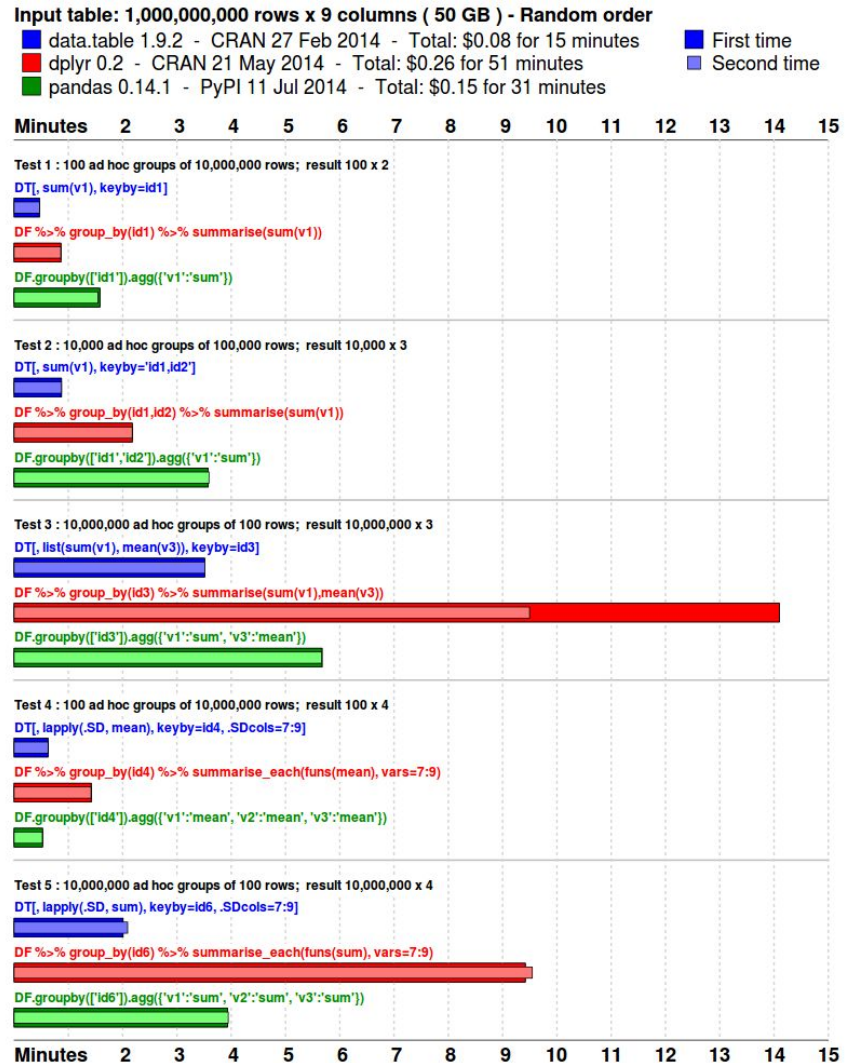 Input table: 1,000,000,000 rows x 9 columns ( 50 GB ) - Random order
data.table 1.9.2 - CRAN 27 Feb 2014 - Total: $0.08 for 15 minutes
First time
dplyr 0.2 - CRAN 21 May 2014 - Total: $0.26 for 51 minutes
Second time
pandas 0.14.1 - PyPI 11 Jul 2014 - Total: $0.15 for 31 minutes
Minutes 2 3 4 5 6 7 8 9 10 11 12 13 14 15
Test 1 : 100 ad hoc groups of 10,000,000 rows; result 100 x 2
DT[, sum(v1), keyby=id1]
DF %>% group_by(id1) %>% summarise(sum(v1))
DF.groupby(['id1']).agg({'v1':'sum'})
Test 2 : 10,000 ad hoc groups of 100,000 rows; result 10,000 x 3
DT[, sum(v1), keyby='id1,id2']
DF %>% group_by(id1,id2) %>% summarise(sum(v1))
DF.groupby(['id1','id2']).agg({'v1':'sum'})
Test 3 : 10,000,000 ad hoc groups of 100 rows; result 10,000,000 x 3
DT[, list(sum(v1), mean(v3)), keyby=id3]
DF %>% group_by(id3) %>% summarise(sum(v1),mean(v3))
DF.groupby(['id3']).agg({'v1':'sum', 'v3':'mean'})
Test 4 : 100 ad hoc groups of 10,000,000 rows; result 100 x 4
DT[, lapply(.SD, mean), keyby=id4, .SDcols=7:9]
DF %>% group_by(id4) %>% summarise_each(funs(mean), vars=7:9)
DF.groupby(['id4']).agg({'v1':'mean', 'v2':'mean', 'v3':'mean'})
Test 5 : 10,000,000 ad hoc groups of 100 rows; result 10,000,000 x 4
DT[, lapply(.SD, sum), keyby=id6, .SDcols=7:9]
DF %>% group_by(id6) %>% summarise_each(funs(sum), vars=7:9)
DF.groupby(['id6']).agg({'v1':'sum', 'v2':'sum', 'v3':'sum'})
Minutes 2 3 4 5 6 7 8 9 10 11 12 13 14 15